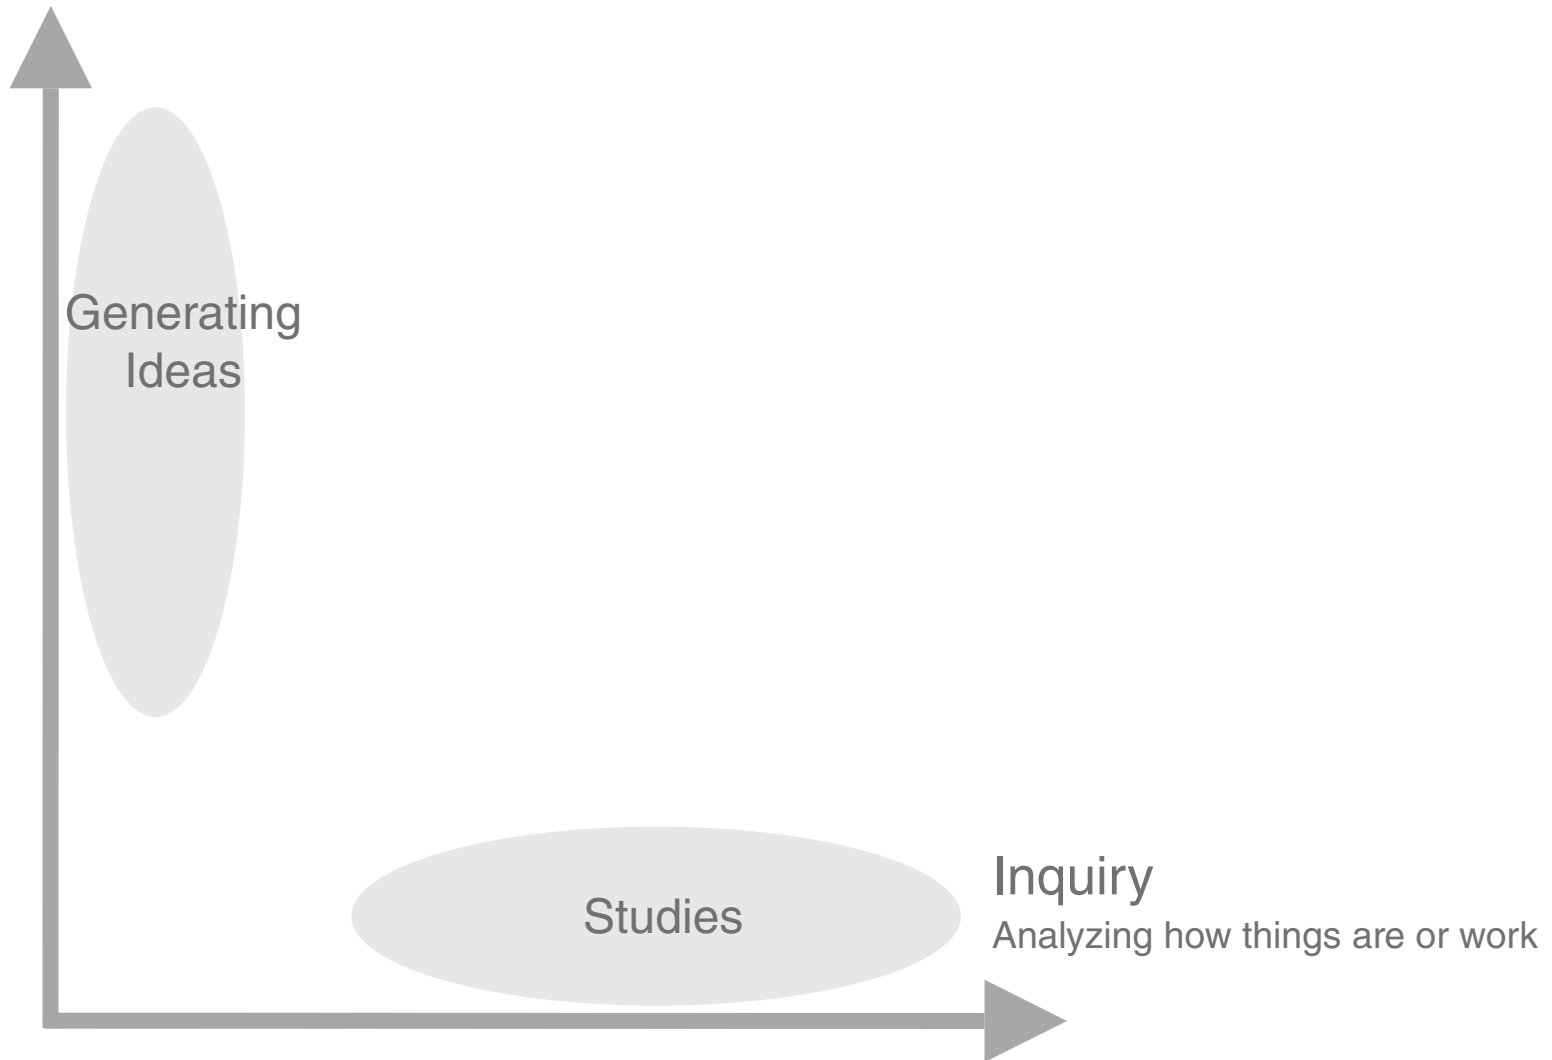 Generating
Ideas
Studies
Inquiry
Analyzing how things are or work